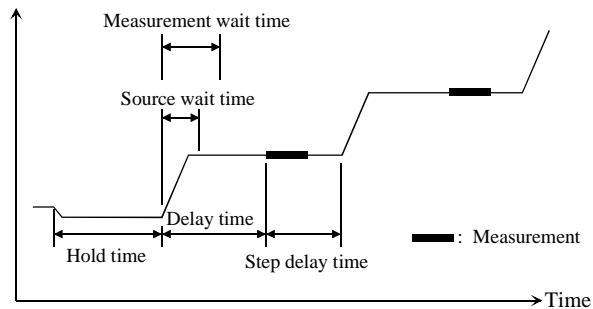 Measurement wait time
Source wait time
Delay time
Hold time
Step delay time
: Measurement
Time